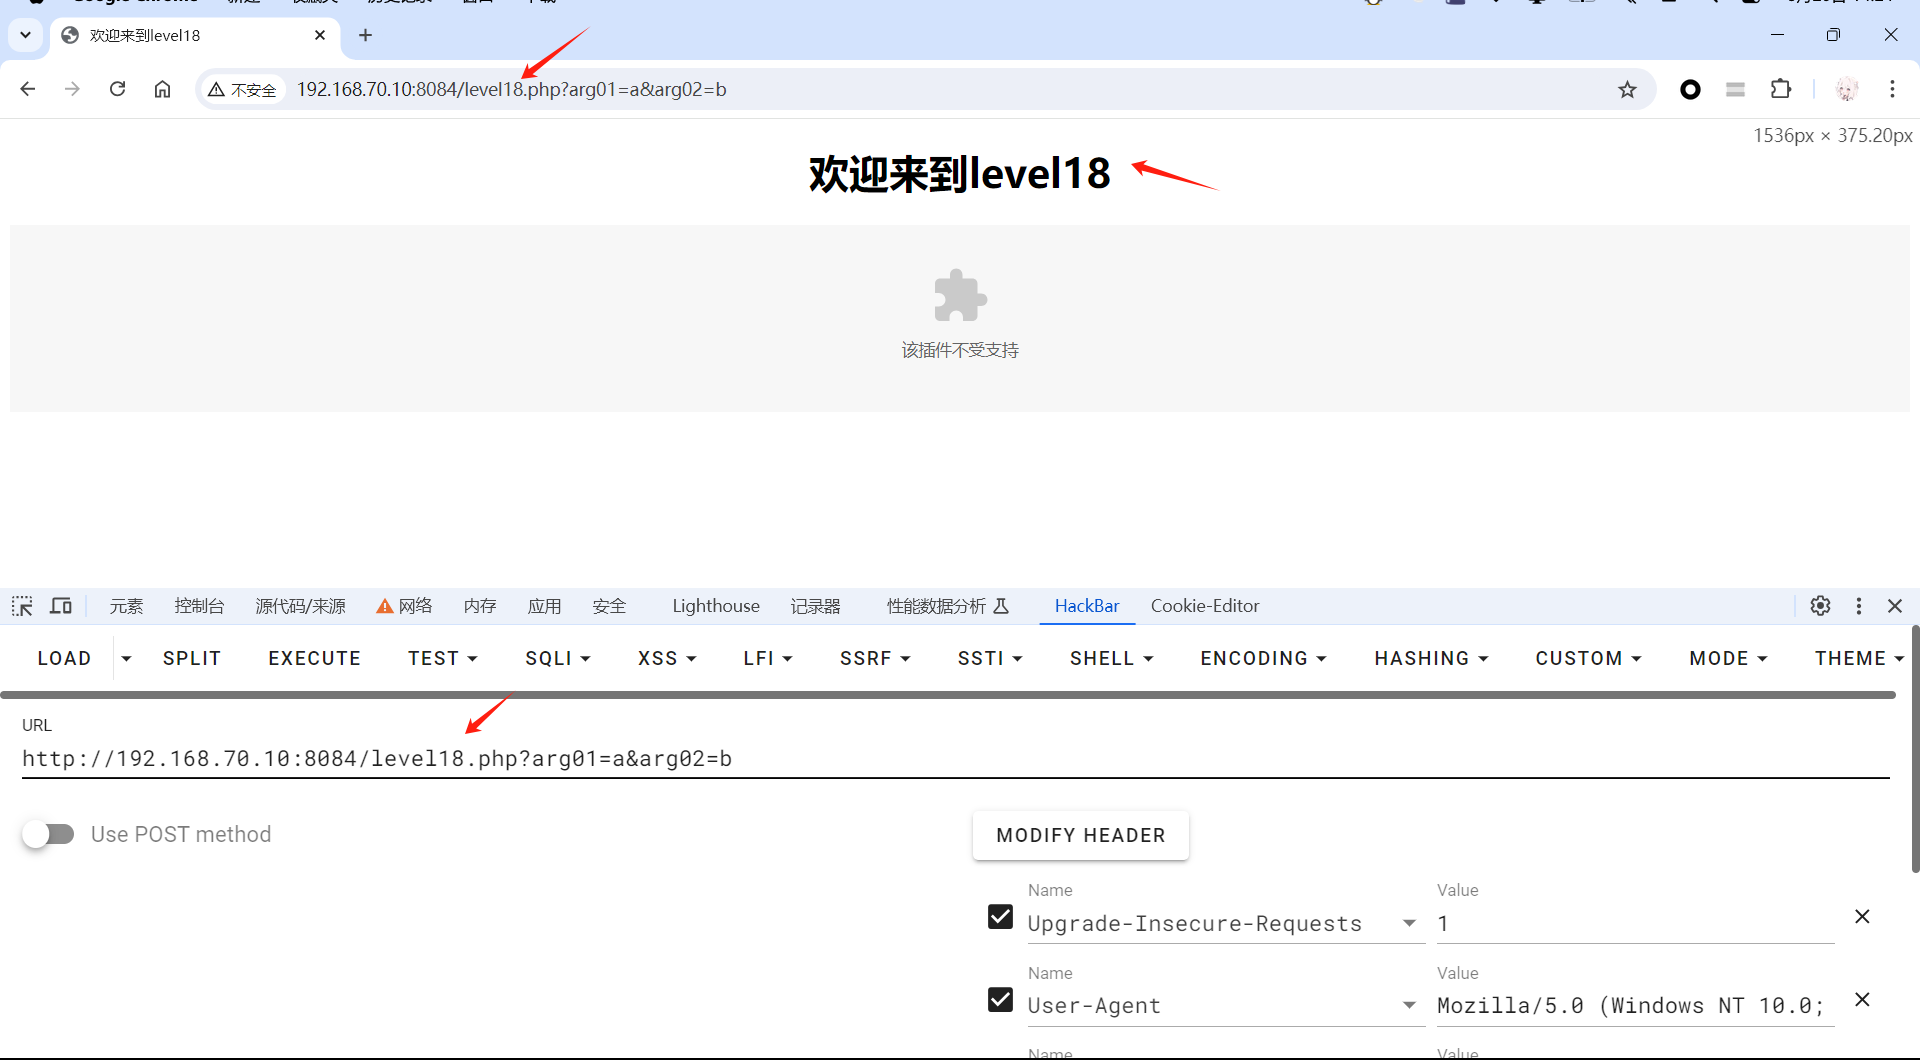 欢迎来到level18
不安全
192.168.70.10:8084/level18.php?arg01=a&arg02=b
1536px × 375.20px
欢迎来到level18
该插件不受支持
元素 控制台 源代码/来源 网络 内存 应用 安全 Lighthouse 记录器 性能数据分析 HackBar Cookie-Editor
LOAD SPLIT EXECUTE TEST SQLI XSS LFI SSRF SSTI SHELL ENCODING HASHING CUSTOM MODE THEME
URL
http://192.168.70.10:8084/level18.php?arg01=a&arg02=b
Use POST method
MODIFY HEADER
Name Value
Upgrade-Insecure-Requests 1
Name Value
User-Agent Mozilla/5.0 (Windows NT 10.0;
Name Value